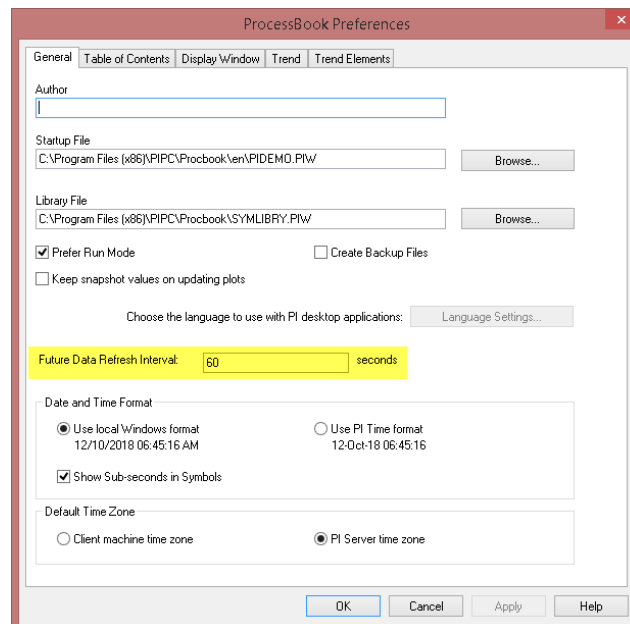 ProcessBook Preferences
General Table of Contents Display Window Trend Trend Elements
Author
Startup File
C:\Program Files (x86)\PIPC\Procbook\en\PIDEMO.PIW Browse...
Library File
C:\Program Files (x86)\PIPC\Procbook\SYMLIBRY.PIW Browse...
Prefer Run Mode Create Backup Files
Keep snapshot values on updating plots
Choose the language to use with PI desktop applications: Language Settings...
Future Data Refresh Interval: 60 seconds
Date and Time Format
Use local Windows format Use PI Time format
12/10/2018 06:45:16 AM 12-Oct-18 06:45:16
Show Sub-seconds in Symbols
Default Time Zone
Client machine time zone PI Server time zone
OK Cancel Apply Help